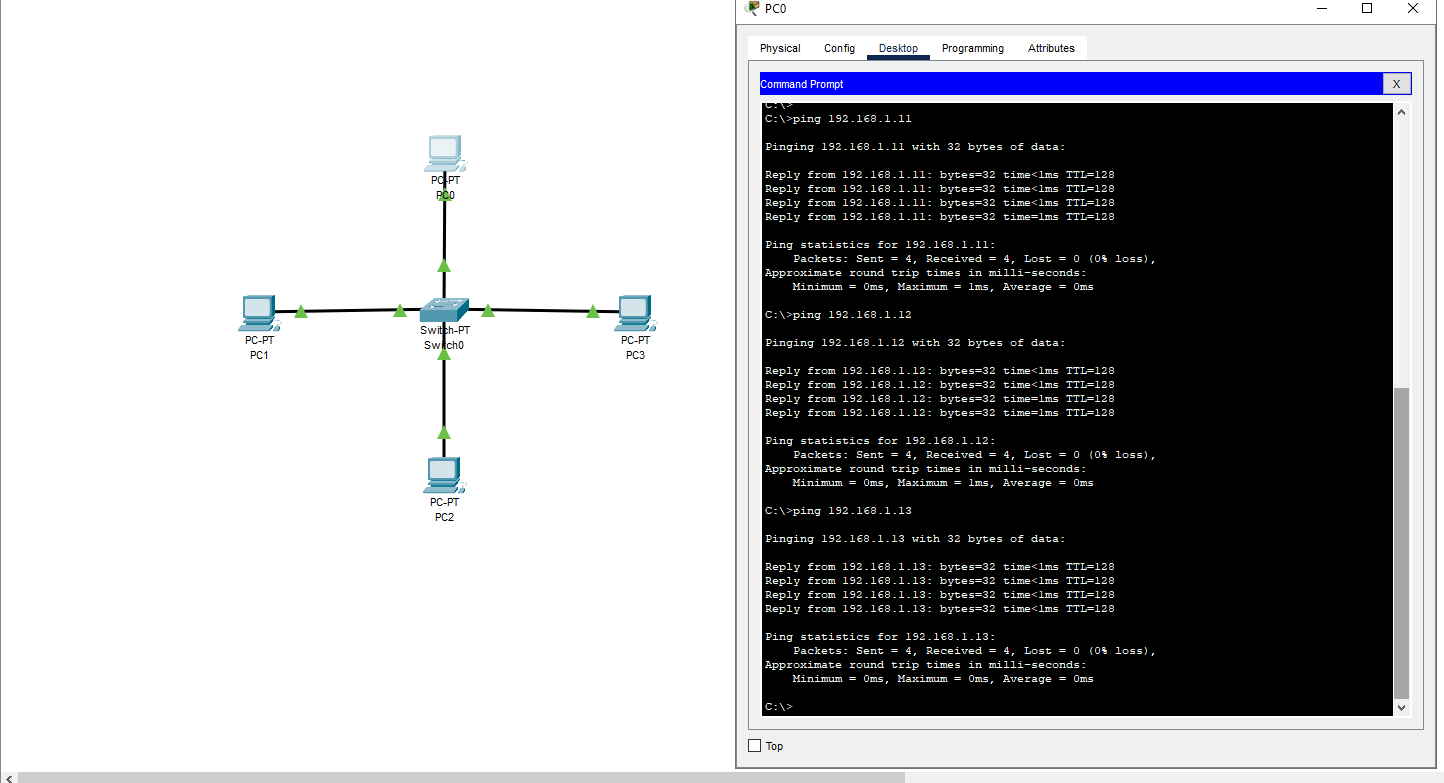 PC0
Physical Config Desktop Programming Attributes
Command Prompt X
C:\>
C:\>ping 192.168.1.11
Pinging 192.168.1.11 with 32 bytes of data:
Reply from 192.168.1.11: bytes=32 time<1ms TTL=128
Reply from 192.168.1.11: bytes=32 time<1ms TTL=128
Reply from 192.168.1.11: bytes=32 time<1ms TTL=128
Reply from 192.168.1.11: bytes=32 time=1ms TTL=128
Ping statistics for 192.168.1.11:
Packets: Sent = 4, Received = 4, Lost = 0 (0% loss),
Approximate round trip times in milli-seconds:
Minimum = 0ms, Maximum = 1ms, Average = 0ms
C:\>ping 192.168.1.12
Pinging 192.168.1.12 with 32 bytes of data:
Reply from 192.168.1.12: bytes=32 time<1ms TTL=128
Reply from 192.168.1.12: bytes=32 time<1ms TTL=128
Reply from 192.168.1.12: bytes=32 time=1ms TTL=128
Reply from 192.168.1.12: bytes=32 time=1ms TTL=128
Ping statistics for 192.168.1.12:
Packets: Sent = 4, Received = 4, Lost = 0 (0% loss),
Approximate round trip times in milli-seconds:
Minimum = 0ms, Maximum = 1ms, Average = 0ms
C:\>ping 192.168.1.13
Pinging 192.168.1.13 with 32 bytes of data:
Reply from 192.168.1.13: bytes=32 time<1ms TTL=128
Reply from 192.168.1.13: bytes=32 time<1ms TTL=128
Reply from 192.168.1.13: bytes=32 time<1ms TTL=128
Reply from 192.168.1.13: bytes=32 time<1ms TTL=128
Ping statistics for 192.168.1.13:
Packets: Sent = 4, Received = 4, Lost = 0 (0% loss),
Approximate round trip times in milli-seconds:
Minimum = 0ms, Maximum = 0ms, Average = 0ms
C:\>
Top
PC-PT
PC0
PC-PT
PC1
Switch-PT
Switch0
PC-PT
PC3
PC-PT
PC2